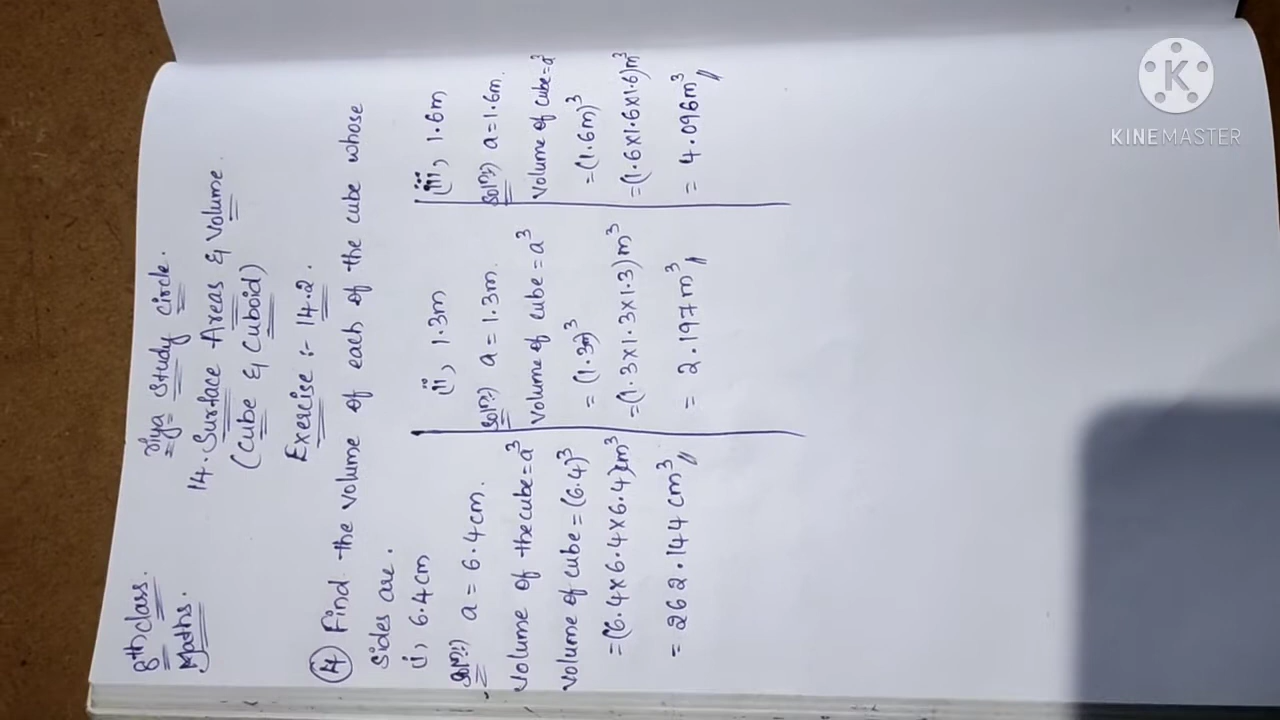 8th class.
Maths.
Siya Study Circle.
14. Surface Areas & Volume
(Cube & Cuboid)
Exercise :- 14.2.
4 Find the volume of each of the cube whose
sides are.
(i), 6.4cm
Soln:) a = 6.4cm.
Volume of the cube = a³
Volume of cube = (6.4)³
= (6.4×6.4×6.4)cm³
= 262.144 cm³
(ii), 1.3m
Soln:) a = 1.3m.
Volume of cube = a³
= (1.3m)³
= (1.3×1.3×1.3)m³
= 2.197m³
(iii), 1.6m
Soln:) a = 1.6m.
Volume of cube = a³
= (1.6m)³
= (1.6×1.6×1.6)m³
= 4.096m³
K
KINEMASTER